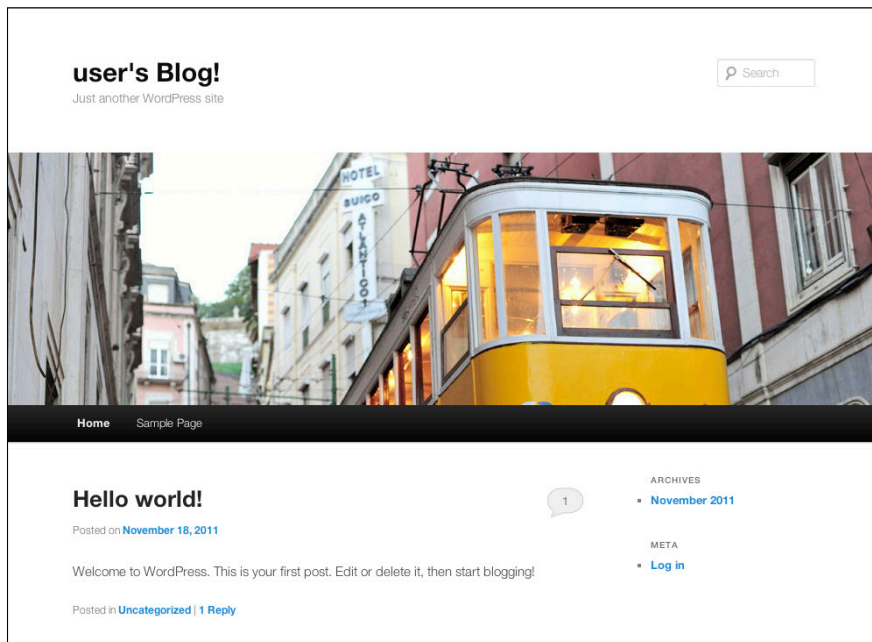 user's Blog!
Just another WordPress site
Search
HOTEL
SUIÇO
ATLANTICO
Home
Sample Page
Hello world!
1
Posted on November 18, 2011
Welcome to WordPress. This is your first post. Edit or delete it, then start blogging!
Posted in Uncategorized | 1 Reply
ARCHIVES
November 2011
META
Log in